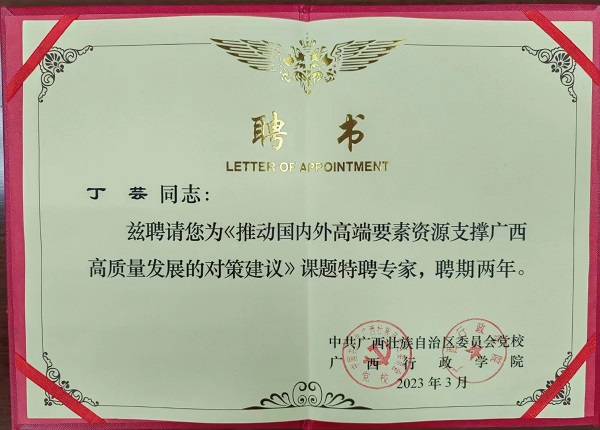 聘书
LETTER OF APPOINTMENT
丁芸同志：
兹聘请您为《推动国内外高端要素资源支撑广西
高质量发展的对策建议》课题特聘专家，聘期两年。
中共广西壮族自治区委员会党校
广西行政学院
2023年3月
党校